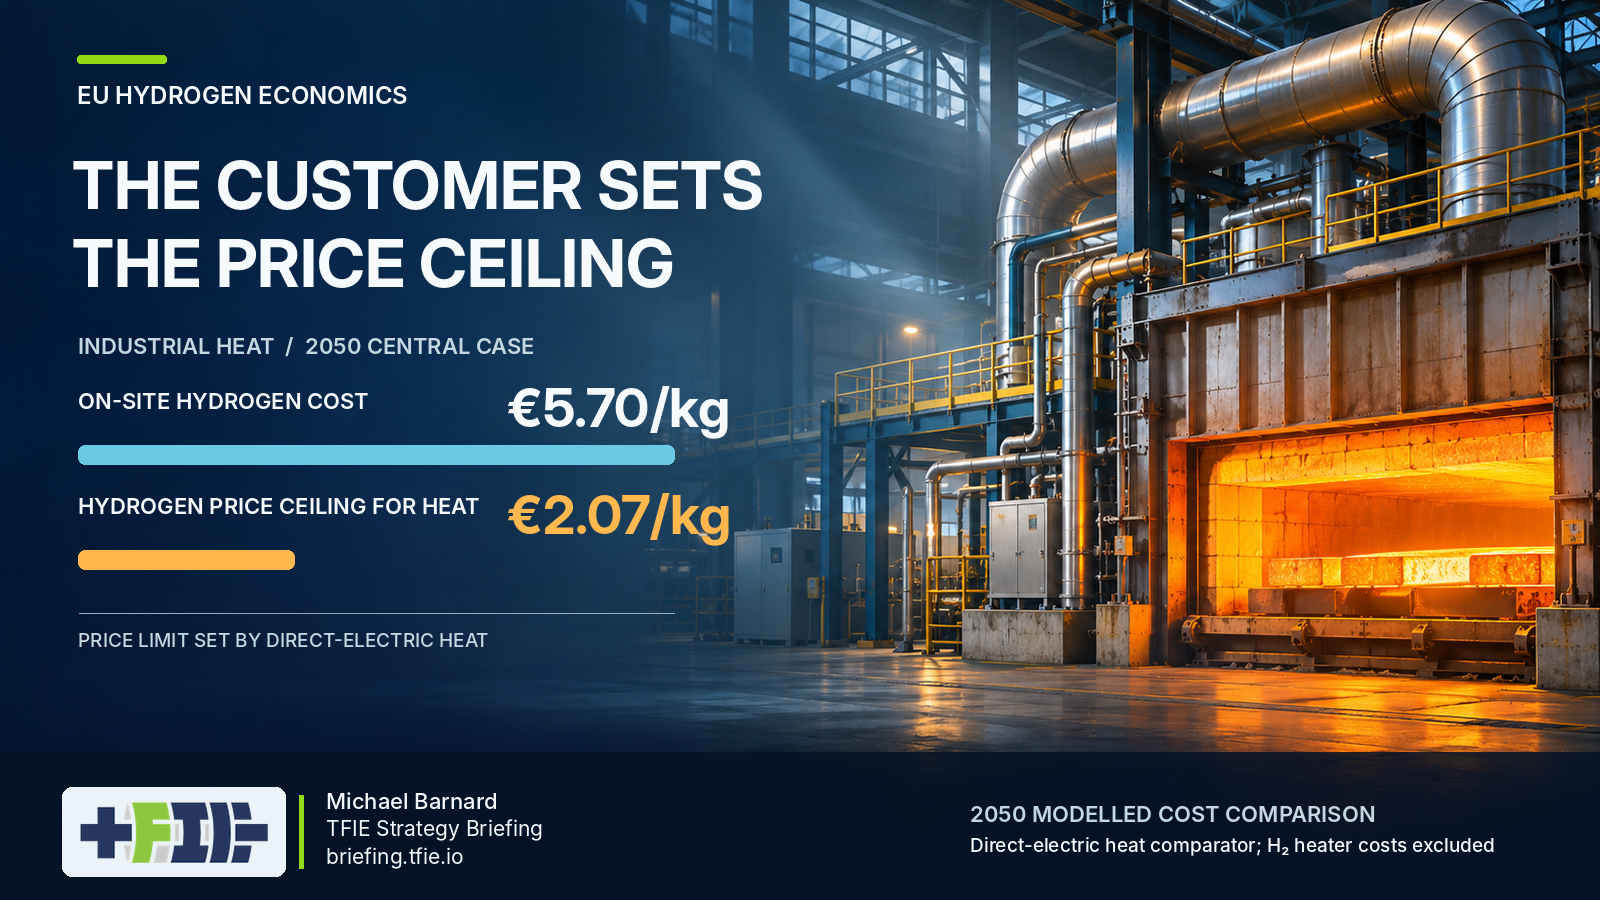 EU HYDROGEN ECONOMICS
THE CUSTOMER SETS
THE PRICE CEILING
INDUSTRIAL HEAT / 2050 CENTRAL CASE
ON-SITE HYDROGEN COST €5.70/kg
HYDROGEN PRICE CEILING FOR HEAT €2.07/kg
PRICE LIMIT SET BY DIRECT-ELECTRIC HEAT
+FIE
Michael Barnard
TFIE Strategy Briefing
briefing.tfie.io
2050 MODELLED COST COMPARISON
Direct-electric heat comparator; H₂ heater costs excluded